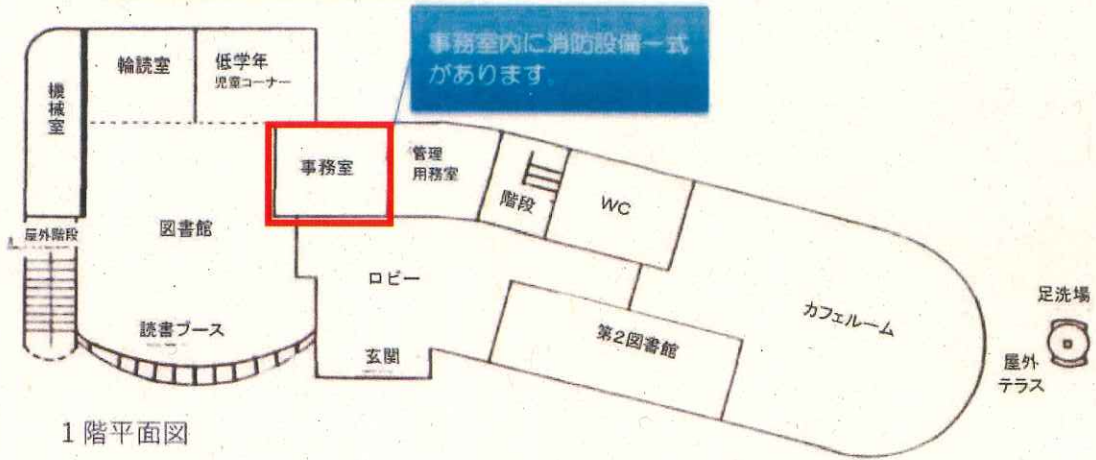 事務室内に消防設備一式
があります。
輪読室
低学年
児童コーナー
機械室
事務室
管理
用務室
階段
WC
屋外階段
図書館
ロビー
カフェルーム
足洗場
読書ブース
玄関
第2図書館
屋外
テラス
1階平面図